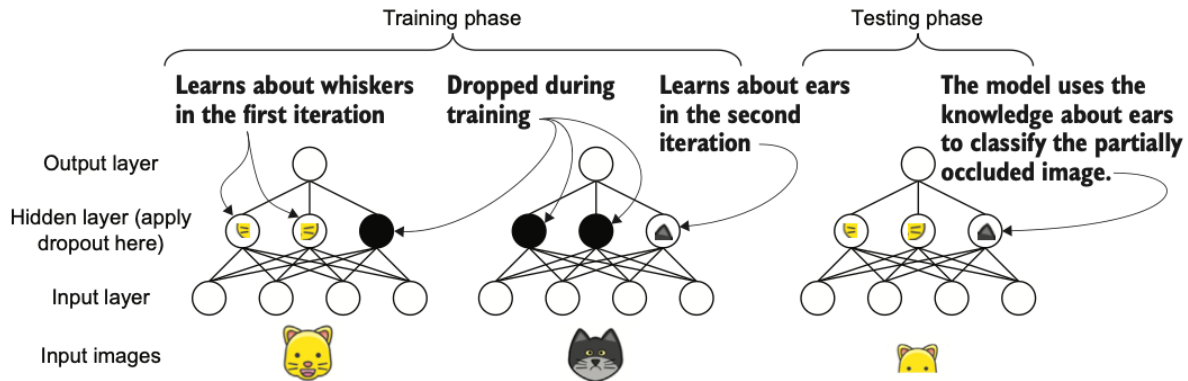 Training phase
Testing phase
Learns about whiskers
in the first iteration
Dropped during
training
Learns about ears
in the second
iteration
The model uses the
knowledge about ears
to classify the partially
occluded image.
Output layer
Hidden layer (apply
dropout here)
Input layer
Input images